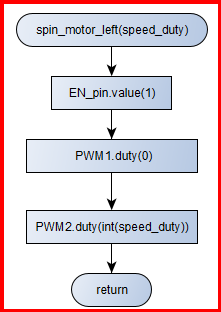 spin_motor_left(speed_duty)
EN_pin.value(1)
PWM1.duty(0)
PWM2.duty(int(speed_duty))
return